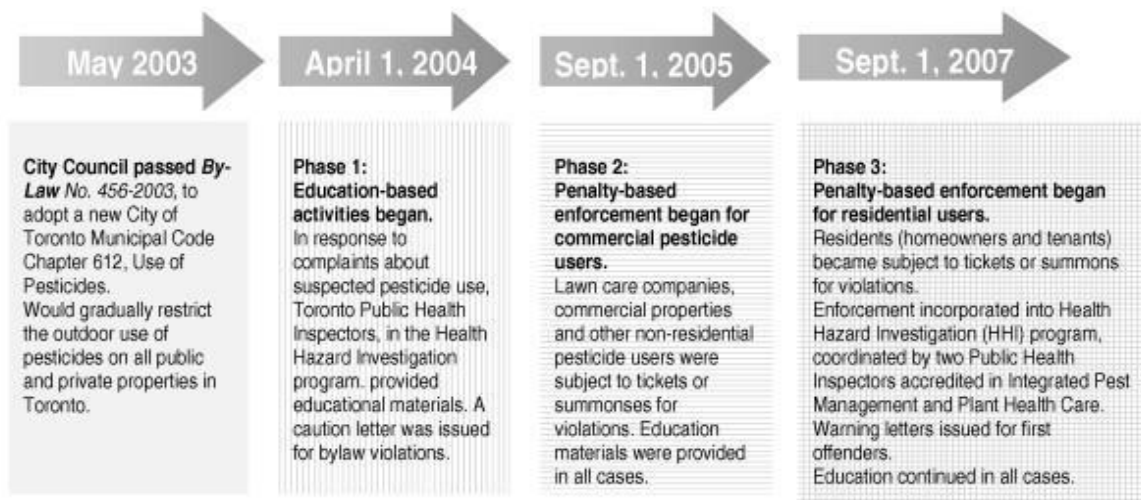 May 2003
April 1, 2004
Sept. 1, 2005
Sept. 1, 2007
City Council passed By-
Law No. 456-2003, to
adopt a new City of
Toronto Municipal Code
Chapter 612, Use of
Pesticides.
Would gradually restrict
the outdoor use of
pesticides on all public
and private properties in
Toronto.
Phase 1:
Education-based
activities began.
In response to
complaints about
suspected pesticide use,
Toronto Public Health
Inspectors, in the Health
Hazard Investigation
program. provided
educational materials. A
caution letter was issued
for bylaw violations.
Phase 2:
Penalty-based
enforcement began for
commercial pesticide
users.
Lawn care companies,
commercial properties
and other non-residential
pesticide users were
subject to tickets or
summonses for
violations. Education
materials were provided
in all cases.
Phase 3:
Penalty-based enforcement began
for residential users.
Residents (homeowners and tenants)
became subject to tickets or summons
for violations.
Enforcement incorporated into Health
Hazard Investigation (HHI) program,
coordinated by two Public Health
Inspectors accredited in Integrated Pest
Management and Plant Health Care.
Warning letters issued for first
offenders.
Education continued in all cases.